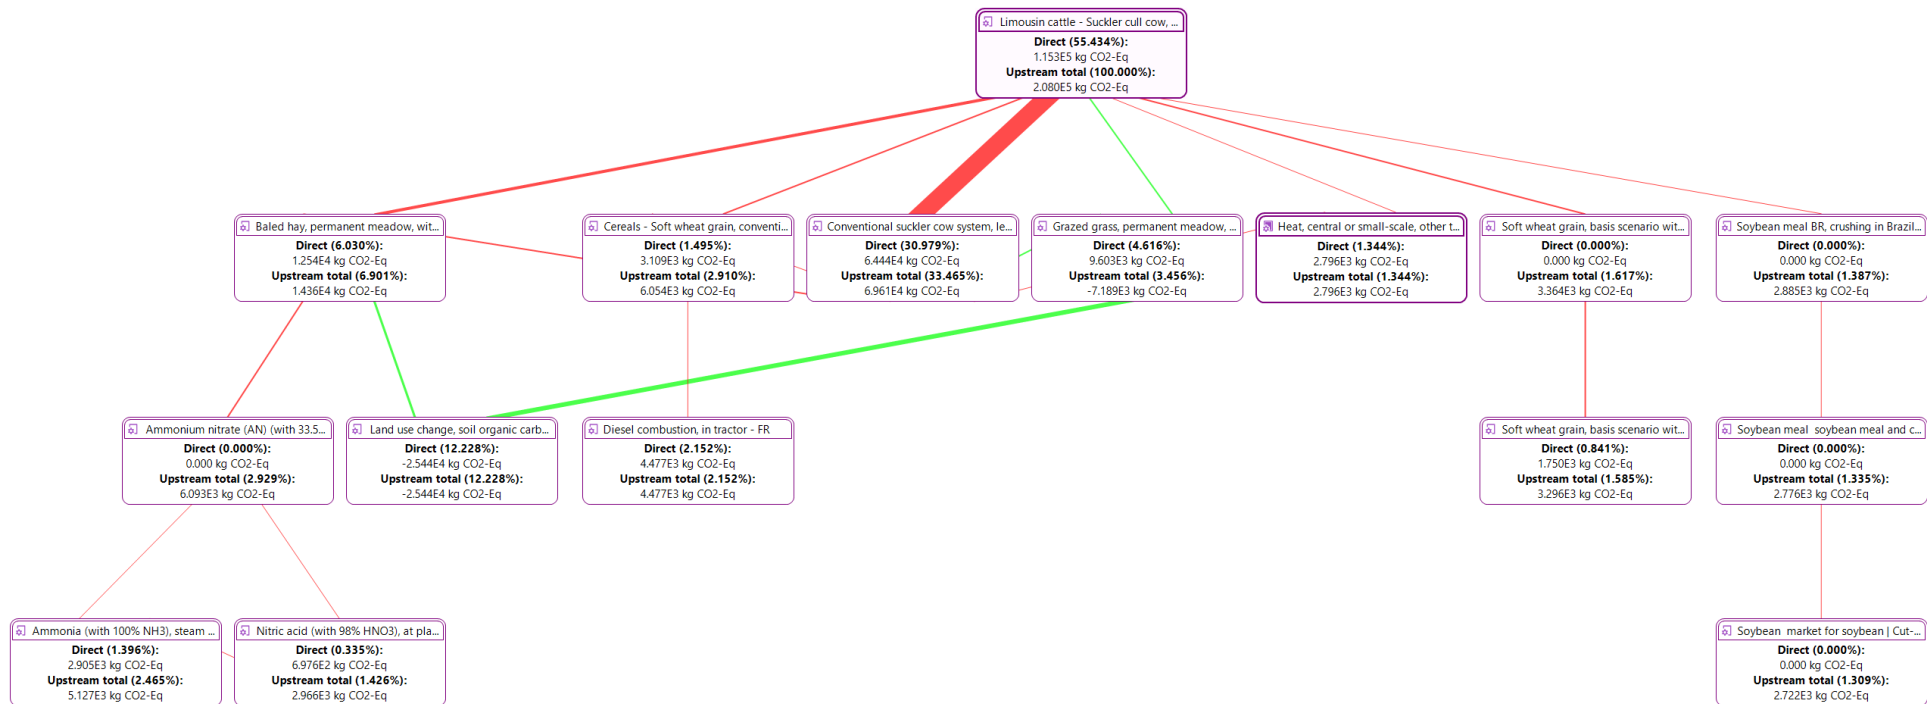 Limousin cattle - Suckler cull cow, ...
Direct (55.434%):
1.153E5 kg CO2-Eq
Upstream total (100.000%):
2.080E5 kg CO2-Eq
Baled hay, permanent meadow, wit...
Direct (6.030%):
1.254E4 kg CO2-Eq
Upstream total (6.901%):
1.436E4 kg CO2-Eq
Cereals - Soft wheat grain, conventi...
Direct (1.495%):
3.109E3 kg CO2-Eq
Upstream total (2.910%):
6.054E3 kg CO2-Eq
Conventional suckler cow system, le...
Direct (30.979%):
6.444E4 kg CO2-Eq
Upstream total (33.465%):
6.961E4 kg CO2-Eq
Grazed grass, permanent meadow, ...
Direct (4.616%):
9.603E3 kg CO2-Eq
Upstream total (3.456%):
-7.189E3 kg CO2-Eq
Heat, central or small-scale, other t...
Direct (1.344%):
2.796E3 kg CO2-Eq
Upstream total (1.344%):
2.796E3 kg CO2-Eq
Soft wheat grain, basis scenario wit...
Direct (0.000%):
0.000 kg CO2-Eq
Upstream total (1.617%):
3.364E3 kg CO2-Eq
Soybean meal BR, crushing in Brazil...
Direct (0.000%):
0.000 kg CO2-Eq
Upstream total (1.387%):
2.885E3 kg CO2-Eq
Ammonium nitrate (AN) (with 33.5...
Direct (0.000%):
0.000 kg CO2-Eq
Upstream total (2.929%):
6.093E3 kg CO2-Eq
Land use change, soil organic carb...
Direct (12.228%):
-2.544E4 kg CO2-Eq
Upstream total (12.228%):
-2.544E4 kg CO2-Eq
Diesel combustion, in tractor - FR
Direct (2.152%):
4.477E3 kg CO2-Eq
Upstream total (2.152%):
4.477E3 kg CO2-Eq
Soft wheat grain, basis scenario wit...
Direct (0.841%):
1.750E3 kg CO2-Eq
Upstream total (1.585%):
3.296E3 kg CO2-Eq
Soybean meal  soybean meal and c...
Direct (0.000%):
0.000 kg CO2-Eq
Upstream total (1.335%):
2.776E3 kg CO2-Eq
Ammonia (with 100% NH3), steam ...
Direct (1.396%):
2.905E3 kg CO2-Eq
Upstream total (2.465%):
5.127E3 kg CO2-Eq
Nitric acid (with 98% HNO3), at pla...
Direct (0.335%):
6.976E2 kg CO2-Eq
Upstream total (1.426%):
2.966E3 kg CO2-Eq
Soybean  market for soybean | Cut-...
Direct (0.000%):
0.000 kg CO2-Eq
Upstream total (1.309%):
2.722E3 kg CO2-Eq